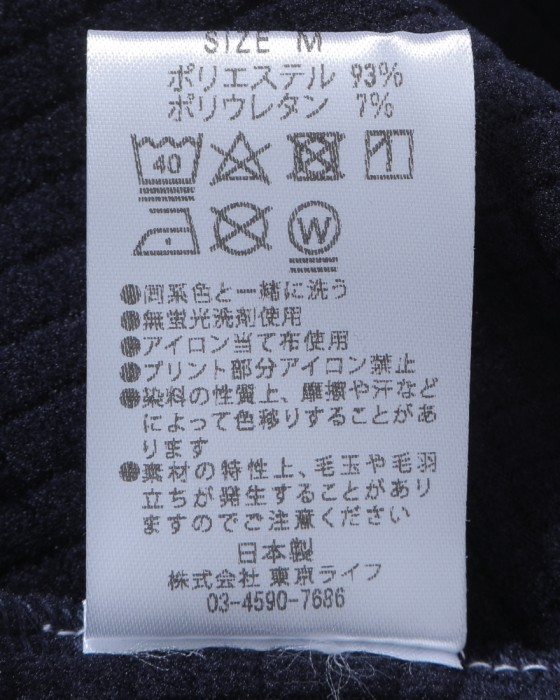 SIZE M
ポリエステル 93%
ポリウレタン 7%
40
W
●同系色と一緒に洗う
●無蛍光洗剤使用
●アイロン当て布使用
●プリント部分アイロン禁止
●染料の性質上、摩擦や汗など
によって色移りすることがあ
ります
●素材の特性上、毛玉や毛羽
立ちが発生することがあり
ますのでご注意ください
日本製
株式会社 東京ライフ
03-4590-7686